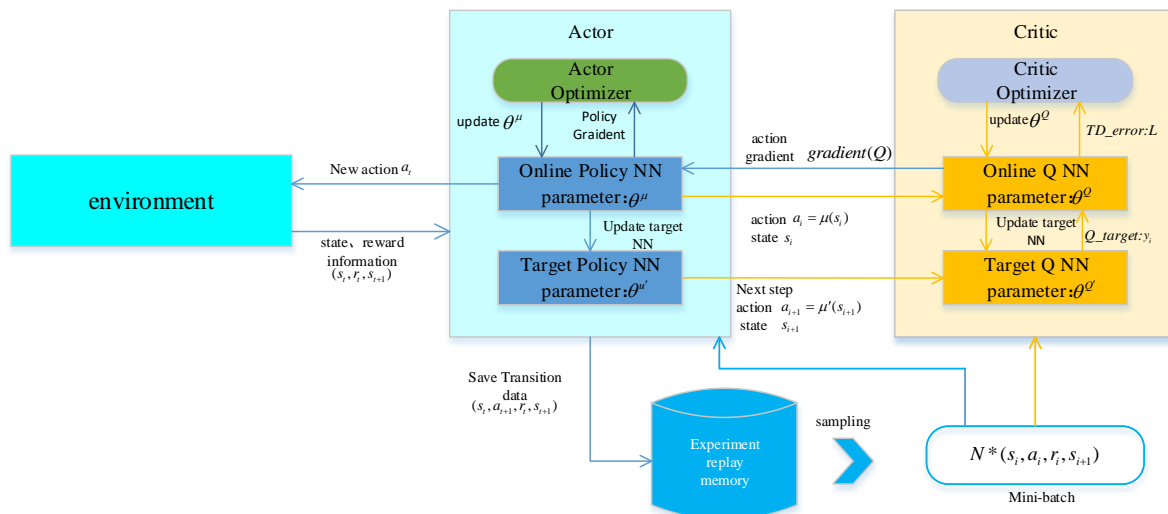 Actor
Actor
Optimizer
update θ^μ
Policy
Graident
Online Policy NN
parameter:θ^μ
Update target
NN
Target Policy NN
parameter:θ^{u'}
environment
New action a_t
state、reward
information
(s_t, r_t, s_{t+1})
action
gradient gradient(Q)
action a_i = μ(s_i)
state s_i
Next step
action a_{i+1} = μ'(s_{i+1})
state s_{i+1}
Critic
Critic
Optimizer
update θ^Q
TD_error:L
Online Q NN
parameter:θ^Q
Update target
NN
Q_target:y_i
Target Q NN
parameter:θ^{Q'}
Save Transition
data
(s_t, a_{t+1}, r_t, s_{t+1})
Experiment
replay
memory
sampling
N*(s_i, a_i, r_i, s_{i+1})
Mini-batch